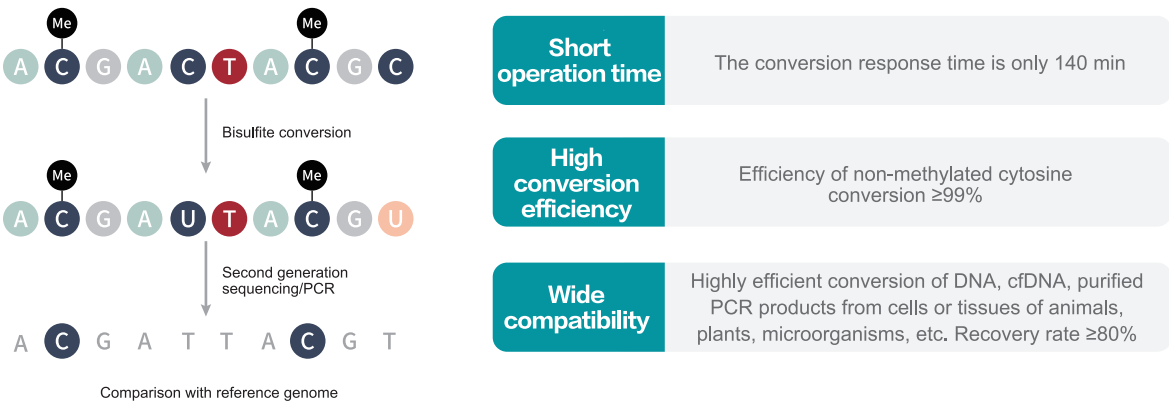 Me Me
A C G A C T A C G C
Bisulfite conversion
Me Me
A C G A U T A C G U
Second generation
sequencing/PCR
A C G A T T A C G T
Comparison with reference genome
Short
operation time
The conversion response time is only 140 min
High
conversion
efficiency
Efficiency of non-methylated cytosine
conversion ≥99%
Wide
compatibility
Highly efficient conversion of DNA, cfDNA, purified
PCR products from cells or tissues of animals,
plants, microorganisms, etc. Recovery rate ≥80%